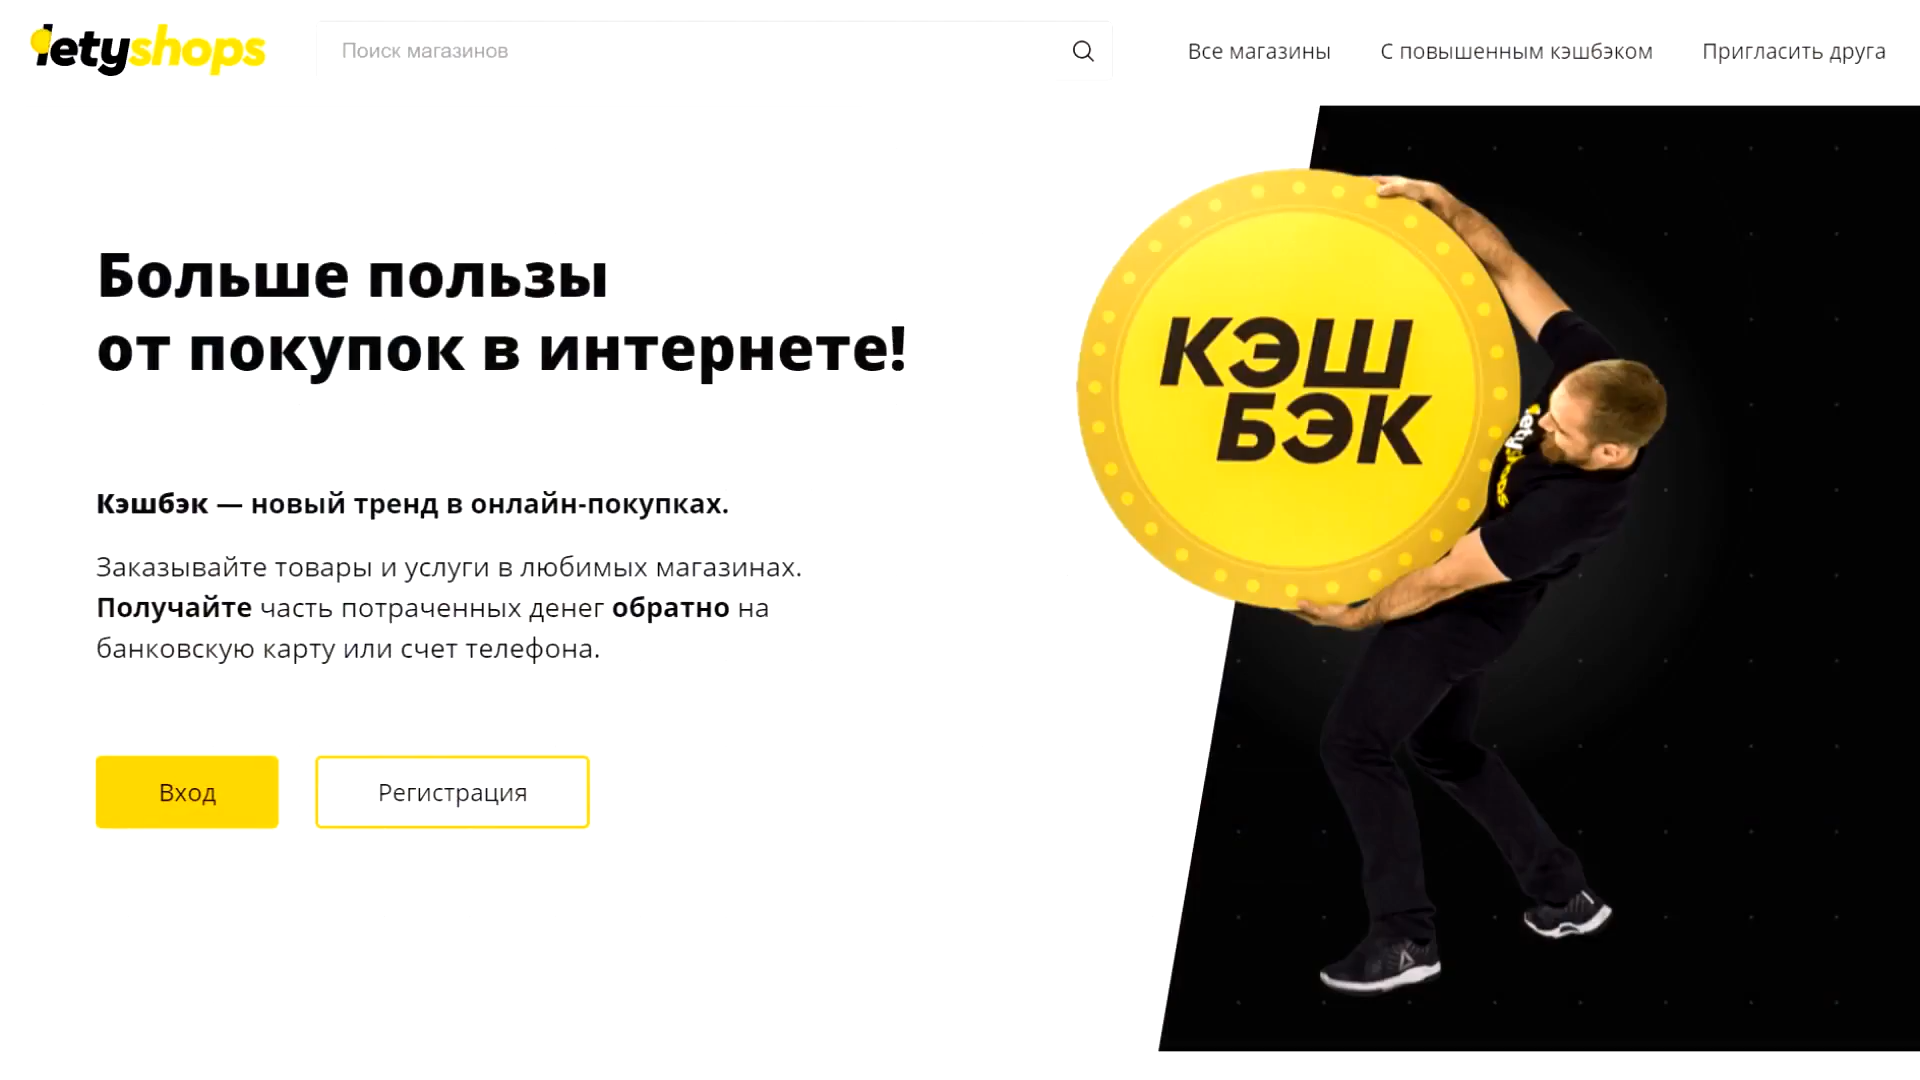 letyshops
Поиск магазинов
Все магазины
С повышенным кэшбэком
Пригласить друга
Больше пользы
от покупок в интернете!
Кэшбэк — новый тренд в онлайн-покупках.
Заказывайте товары и услуги в любимых магазинах.
Получайте часть потраченных денег обратно на
банковскую карту или счет телефона.
Вход
Регистрация
КЭШ
БЭК
letyshops